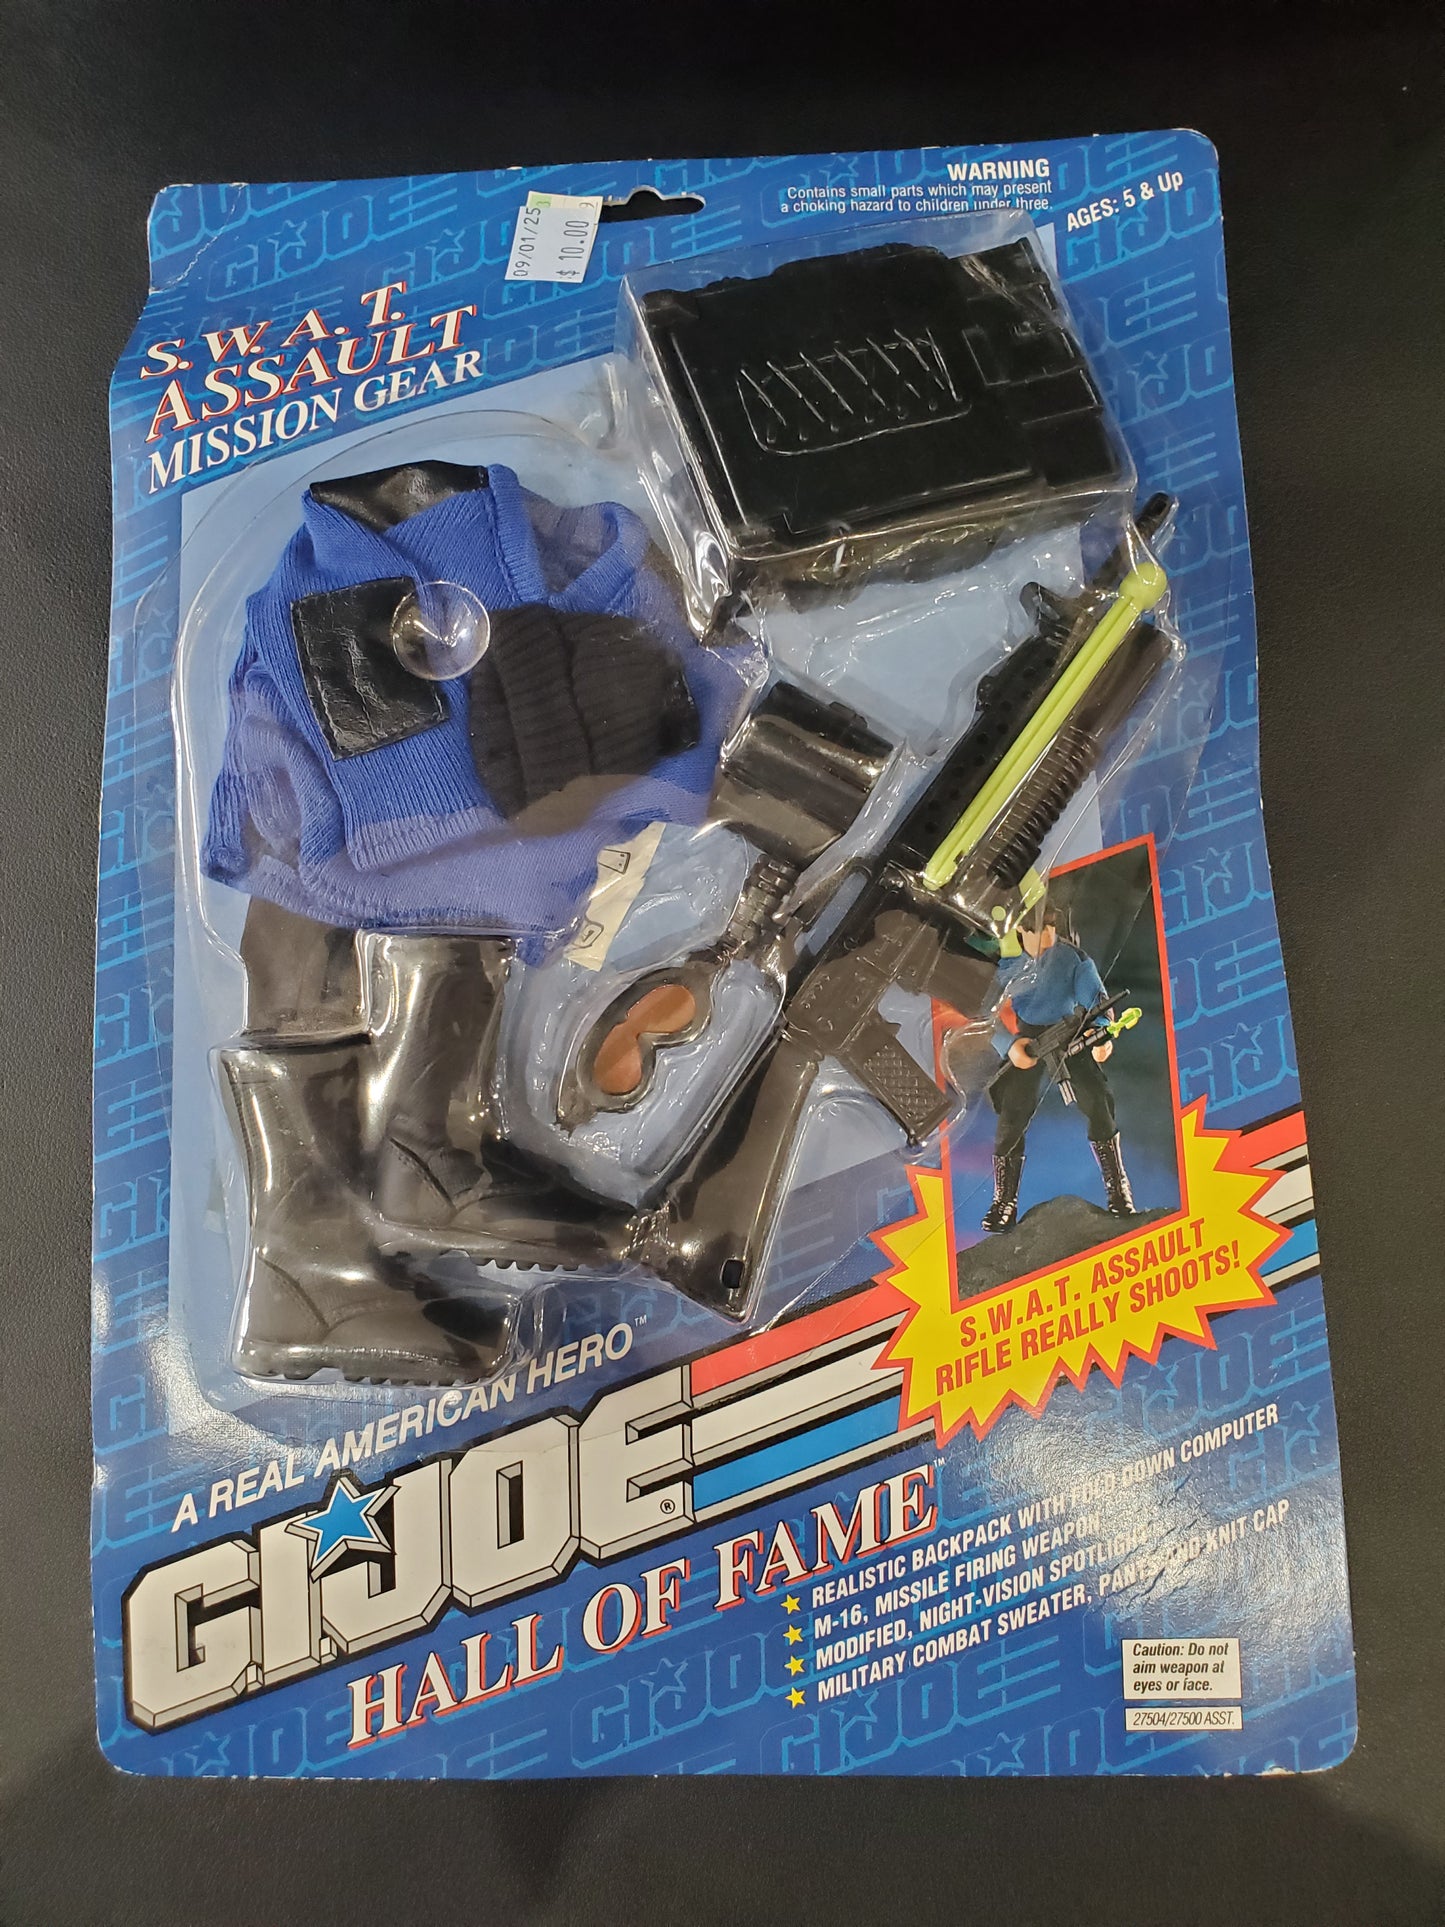 WARNING
Contains small parts which may present
a choking hazard to children under three.
AGES: 5 & Up
09/01/25
$10.00
S.W.A.T.
ASSAULT
MISSION GEAR
S.W.A.T. ASSAULT
RIFLE REALLY SHOOTS!
A REAL AMERICAN HERO™
G.I.JOE®
HALL OF FAME™
REALISTIC BACKPACK WITH FOLD DOWN COMPUTER
M-16, MISSILE FIRING WEAPON
MODIFIED, NIGHT-VISION SPOTLIGHT
MILITARY COMBAT SWEATER, PANTS AND KNIT CAP
Caution: Do not
aim weapon at
eyes or face.
27504/27500 ASST.